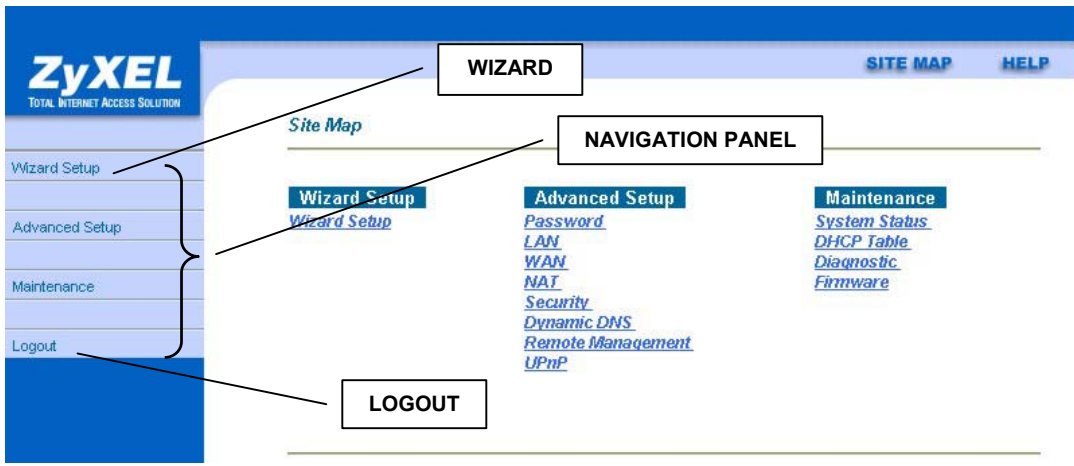 ZyXEL
TOTAL INTERNET ACCESS SOLUTION
WIZARD
SITE MAP HELP
Site Map
NAVIGATION PANEL
Wizard Setup
Advanced Setup
Maintenance
Logout
Wizard Setup
Wizard Setup
Advanced Setup
Password
LAN
WAN
NAT
Security
Dynamic DNS
Remote Management
UPnP
Maintenance
System Status
DHCP Table
Diagnostic
Firmware
LOGOUT